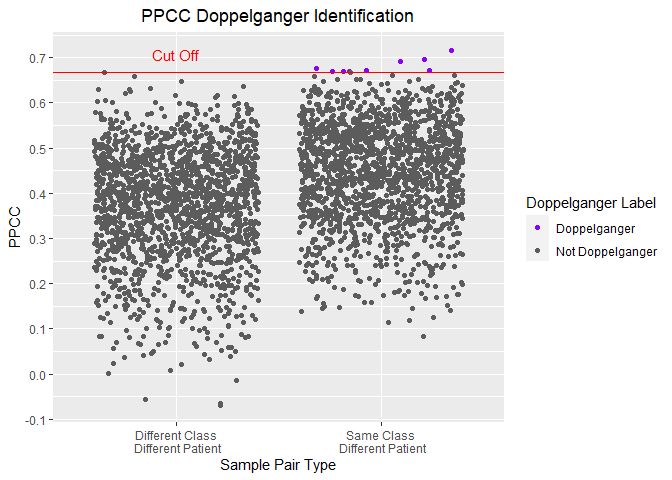 PPCC Doppelganger Identification
Cut Off
0.7
0.6
0.5
0.4
0.3
0.2
0.1
0.0
-0.1
PPCC
Different Class
Different Patient
Same Class
Different Patient
Sample Pair Type
Doppelganger Label
Doppelganger
Not Doppelganger